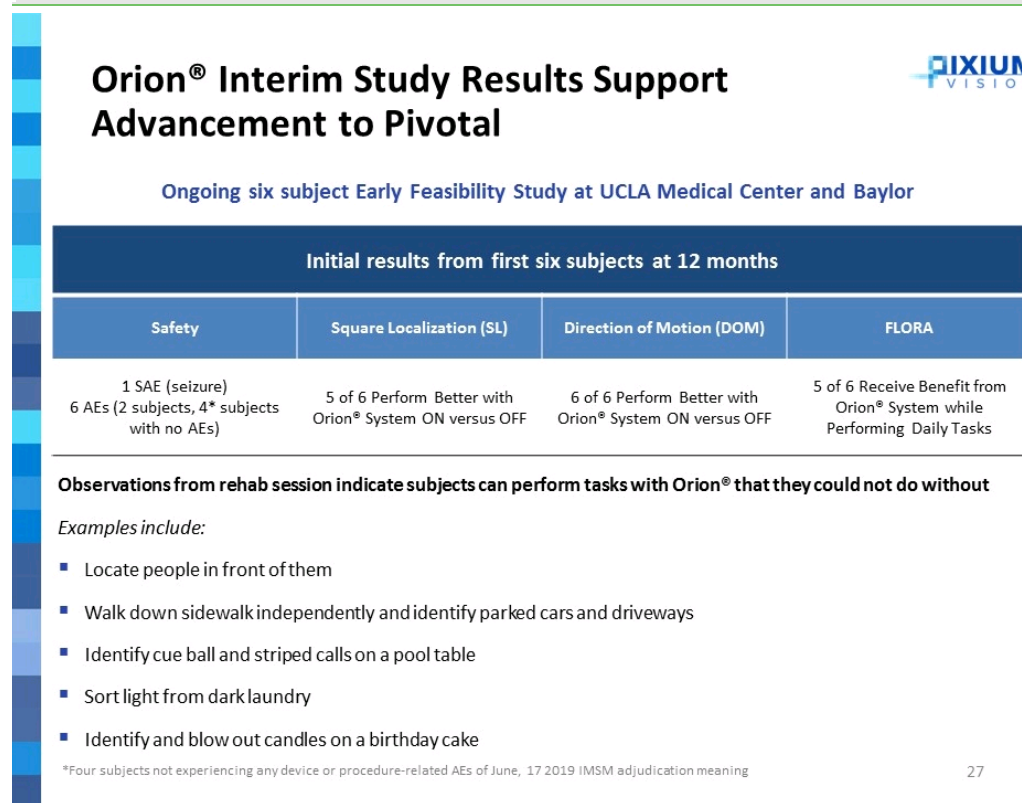 Orion® Interim Study Results Support
Advancement to Pivotal
PIXIUM
VISIO
Ongoing six subject Early Feasibility Study at UCLA Medical Center and Baylor
Initial results from first six subjects at 12 months
Safety
Square Localization (SL)
Direction of Motion (DOM)
FLORA
1 SAE (seizure)
6 AEs (2 subjects, 4* subjects
with no AEs)
5 of 6 Perform Better with
Orion® System ON versus OFF
6 of 6 Perform Better with
Orion® System ON versus OFF
5 of 6 Receive Benefit from
Orion® System while
Performing Daily Tasks
Observations from rehab session indicate subjects can perform tasks with Orion® that they could not do without
Examples include:
▪ Locate people in front of them
▪ Walk down sidewalk independently and identify parked cars and driveways
▪ Identify cue ball and striped calls on a pool table
▪ Sort light from dark laundry
▪ Identify and blow out candles on a birthday cake
*Four subjects not experiencing any device or procedure-related AEs of June, 17 2019 IMSM adjudication meaning
27